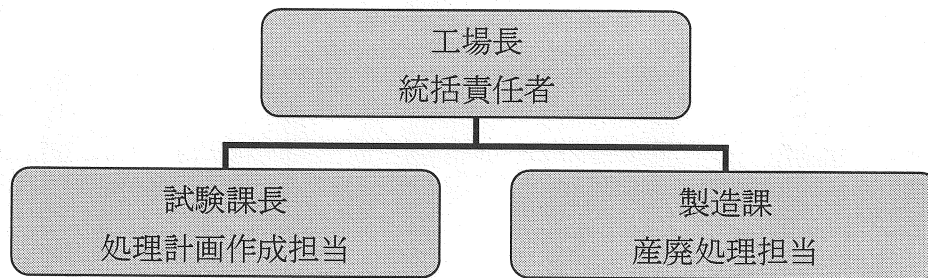 工場長
統括責任者
試験課長
処理計画作成担当
製造課
産廃処理担当